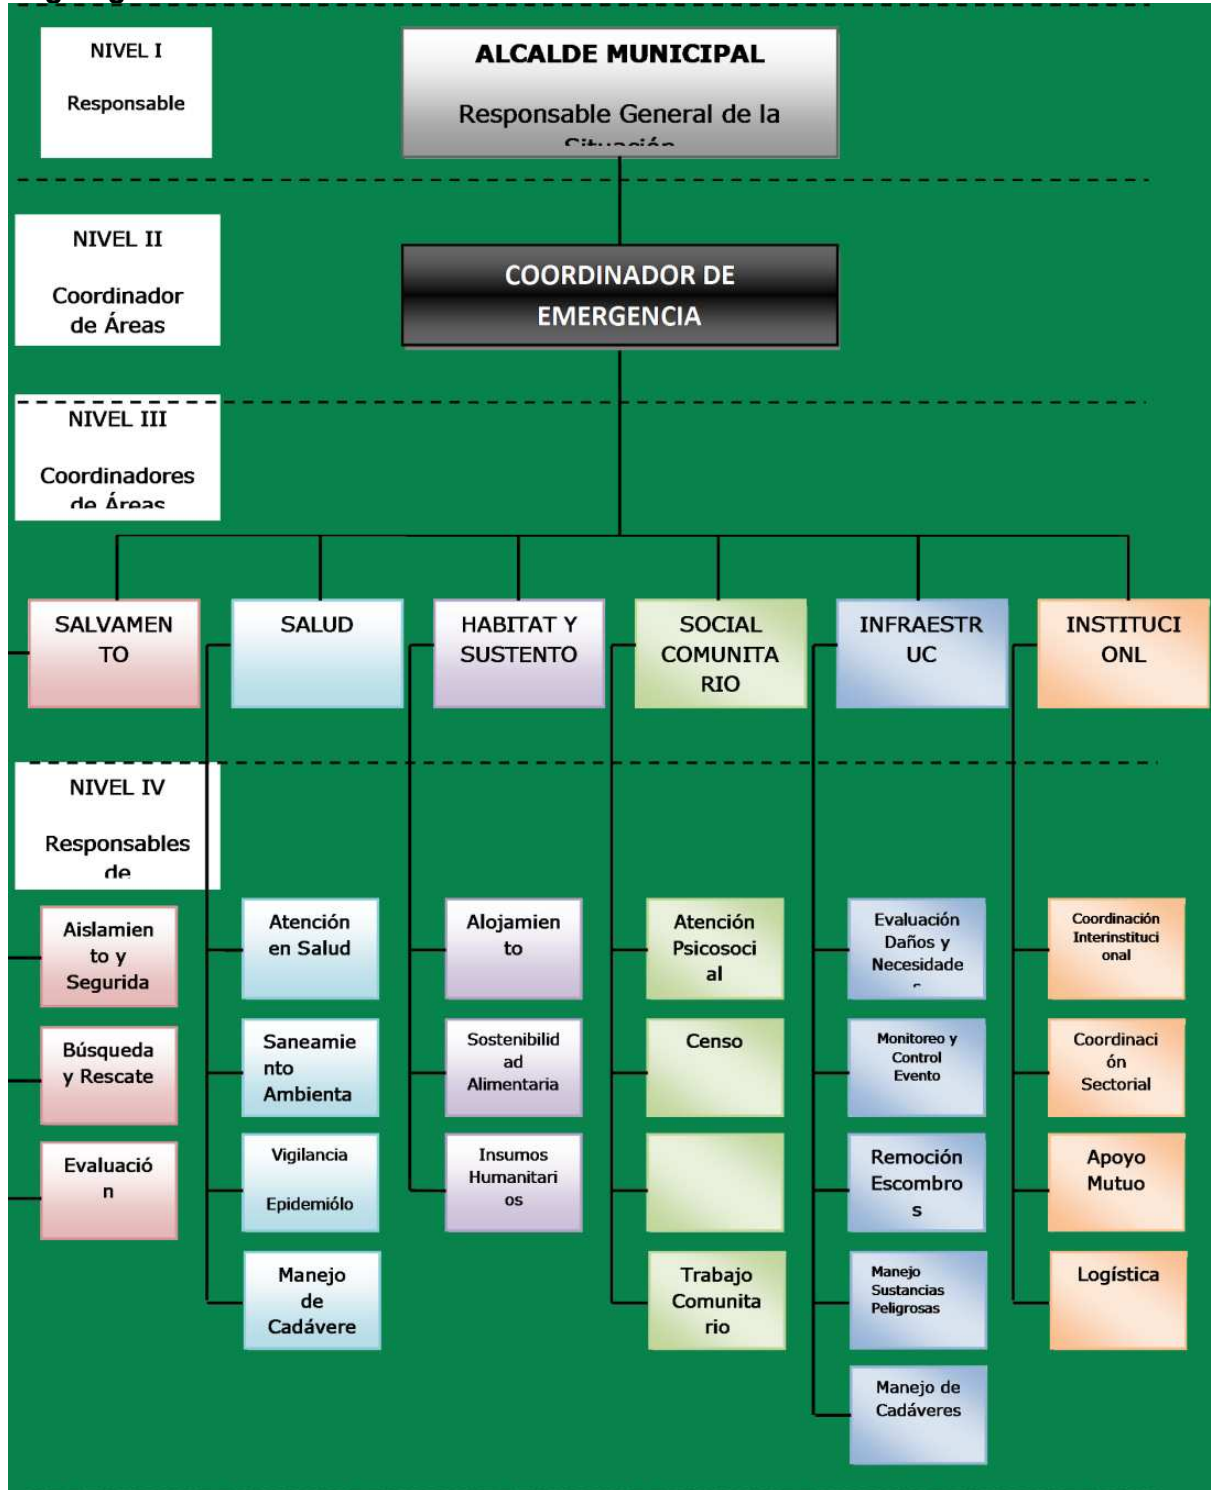 NIVEL I
Responsable
ALCALDE MUNICIPAL
Responsable General de la
Situación
NIVEL II
Coordinador
de Áreas
COORDINADOR DE
EMERGENCIA
NIVEL III
Coordinadores
de Áreas
SALVAMEN
TO
SALUD
HABITAT Y
SUSTENTO
SOCIAL
COMUNITA
RIO
INFRAESTR
UC
INSTITUCI
ONL
NIVEL IV
Responsables
de
Aislamien
to y
Segurida
Búsqueda
y Rescate
Evaluació
n
Atención
en Salud
Saneamie
nto
Ambienta
Vigilancia
Epidemiólo
Manejo
de
Cadávere
Alojamien
to
Sostenibilid
ad
Alimentaria
Insumos
Humanitari
os
Atención
Psicosoci
al
Censo
Trabajo
Comunita
rio
Evaluación
Daños y
Necesidade
s
Monitoreo y
Control
Evento
Remoción
Escombro
s
Manejo
Sustancias
Peligrosas
Manejo de
Cadáveres
Coordinación
Interinstituci
onal
Coordinaci
ón
Sectorial
Apoyo
Mutuo
Logística